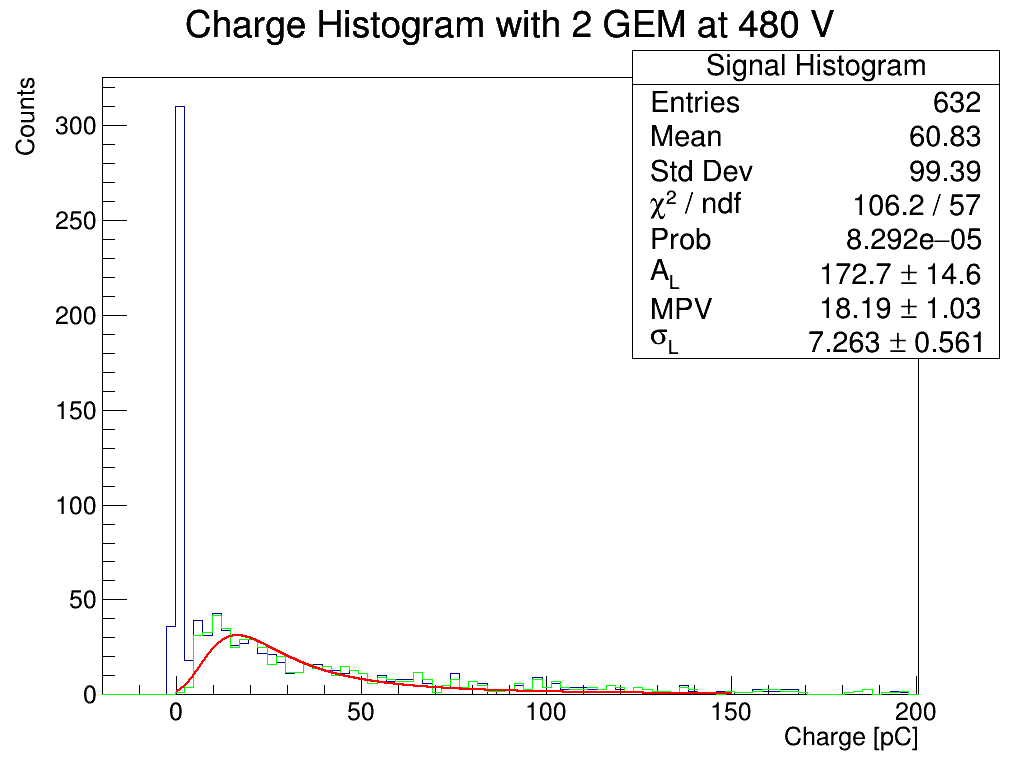 Charge Histogram with 2 GEM at 480 V
Signal Histogram
Entries 632
Mean 60.83
Std Dev 99.39
χ² / ndf 106.2 / 57
Prob 8.292e−05
A_L 172.7 ± 14.6
MPV 18.19 ± 1.03
σ_L 7.263 ± 0.561
Counts
300
250
200
150
100
50
0
0 50 100 150 200
Charge [pC]